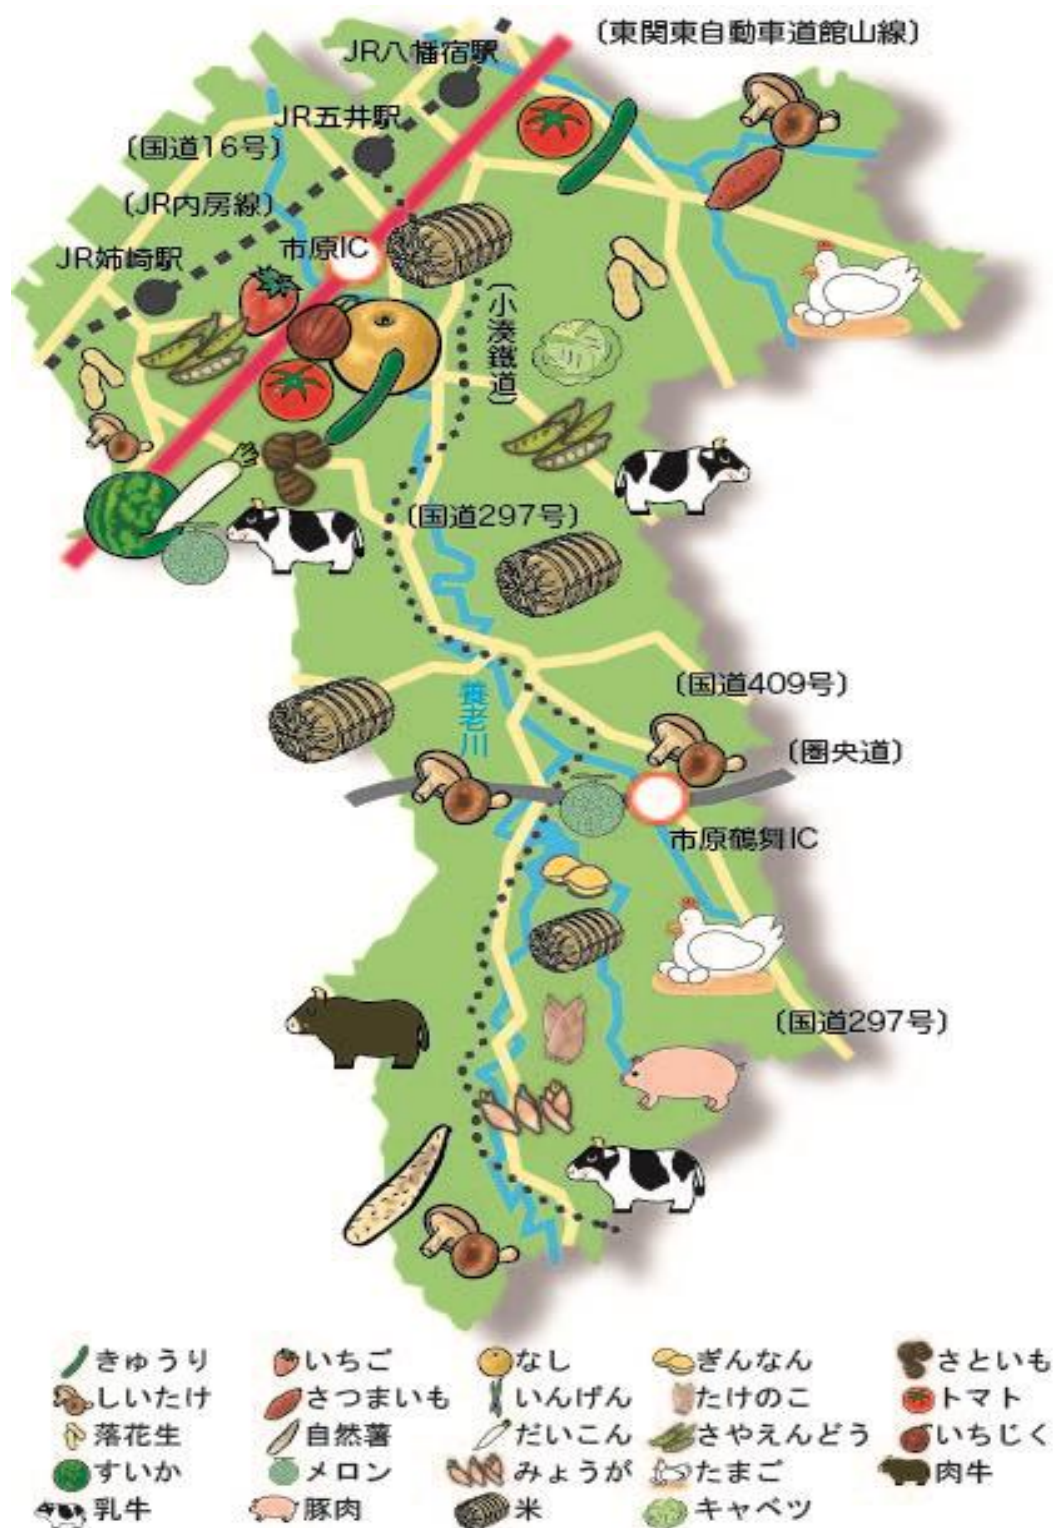 〔東関東自動車道館山線〕
JR八幡宿駅
JR五井駅
〔国道16号〕
〔JR内房線〕
市原IC
JR姉崎駅
〔小湊鐵道〕
〔国道297号〕
〔国道409号〕
養老川
〔圏央道〕
市原鶴舞IC
〔国道297号〕
きゅうり いちご なし ぎんなん さといも
しいたけ さつまいも いんげん たけのこ トマト
落花生 自然薯 だいこん さやえんどう いちじく
すいか メロン みょうが たまご 肉牛
乳牛 豚肉 米 キャベツ